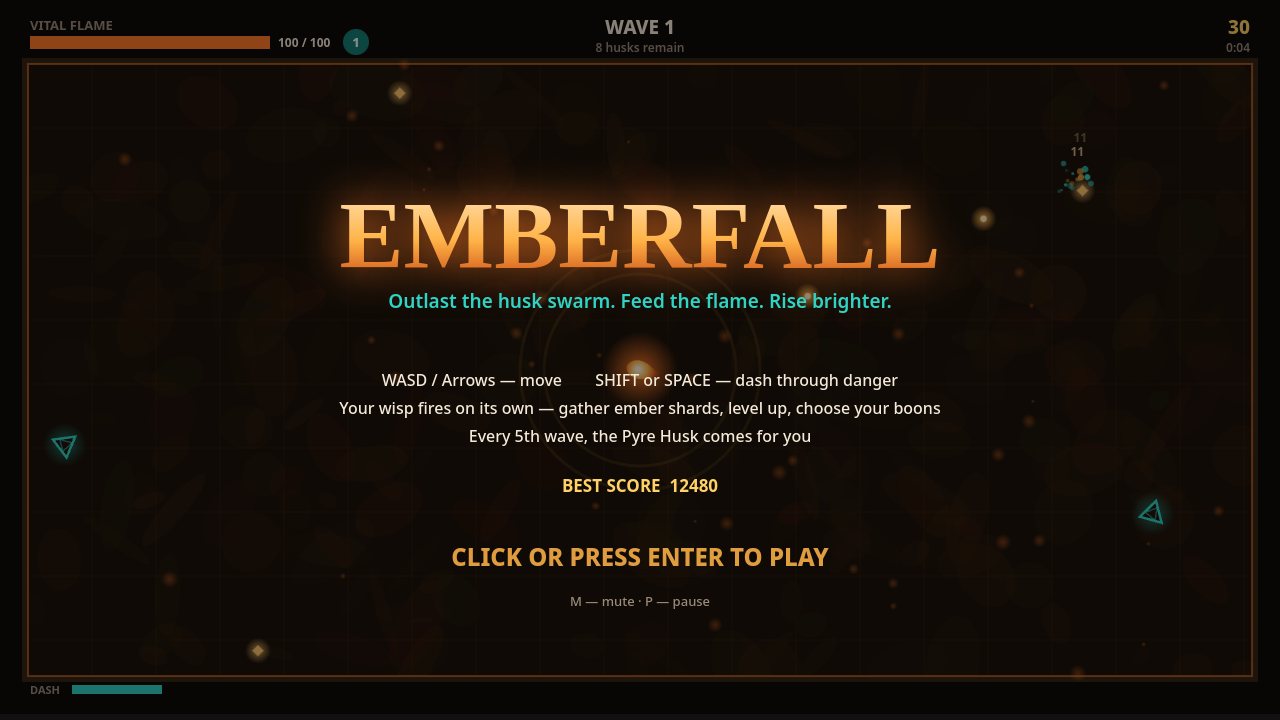 VITAL FLAME
100 / 100
1
WAVE 1
8 husks remain
30
0:04
11
11
EMBERFALL
Outlast the husk swarm. Feed the flame. Rise brighter.
WASD / Arrows — move SHIFT or SPACE — dash through danger
Your wisp fires on its own — gather ember shards, level up, choose your boons
Every 5th wave, the Pyre Husk comes for you
BEST SCORE 12480
CLICK OR PRESS ENTER TO PLAY
M — mute · P — pause
DASH